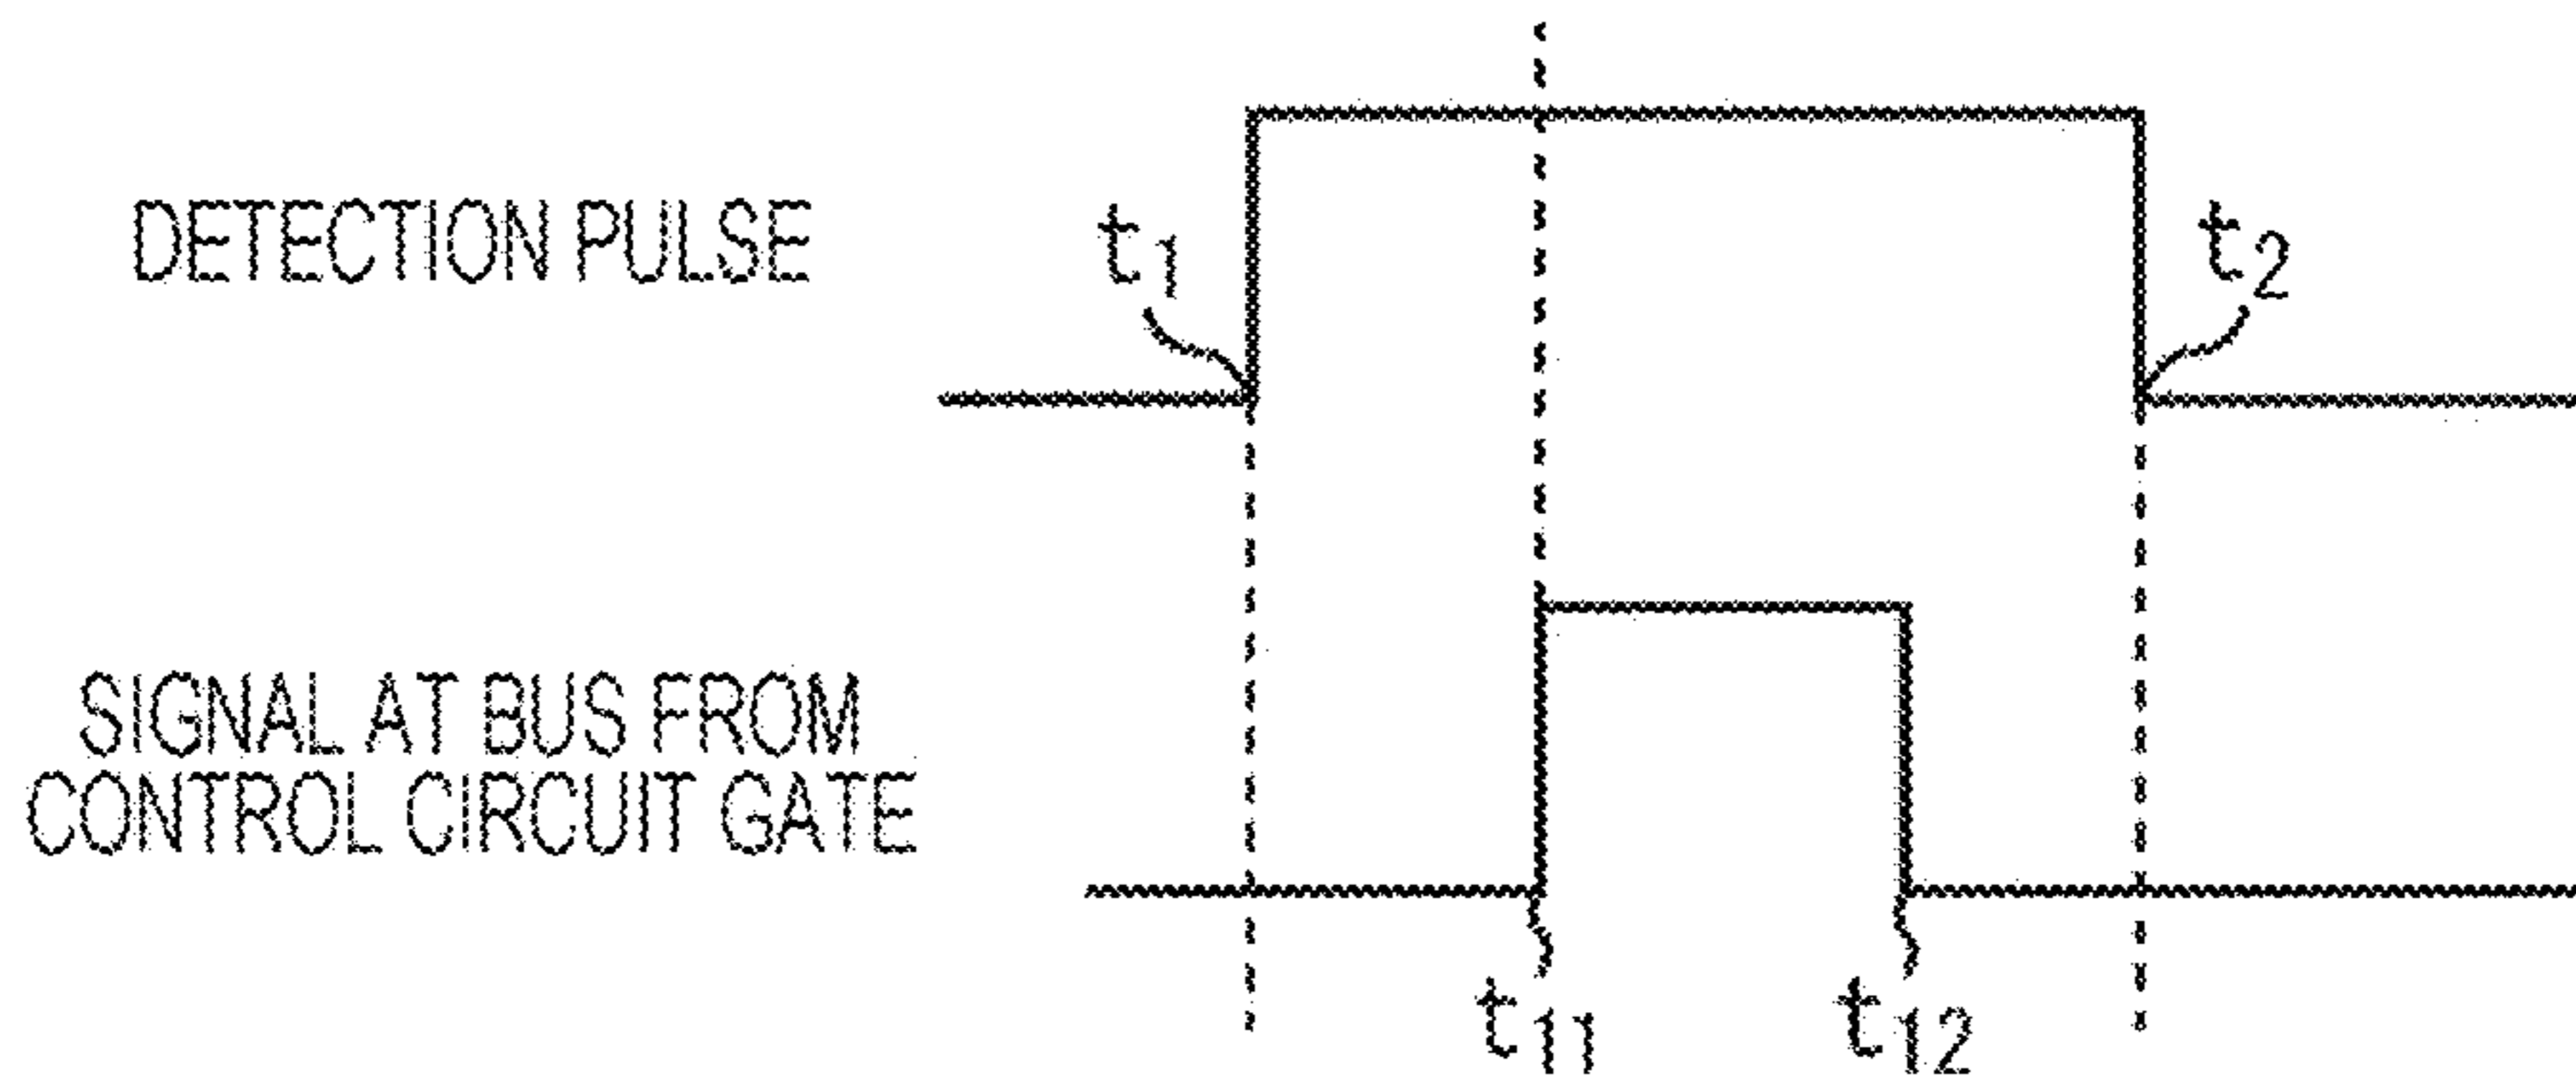 DETECTION PULSE
t1
t2
SIGNAL AT BUS FROM
CONTROL CIRCUIT GATE
t11
t12